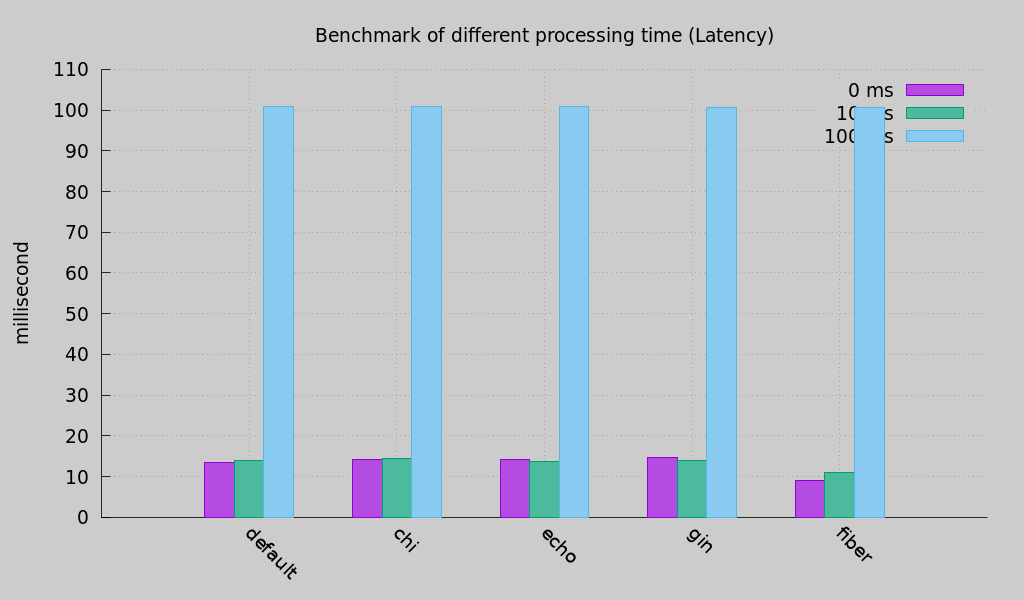 Benchmark of different processing time (Latency)
110
100
90
80
70
60
50
40
30
20
10
0
millisecond
0 ms
10 s
100 s
default
chi
echo
gin
fiber